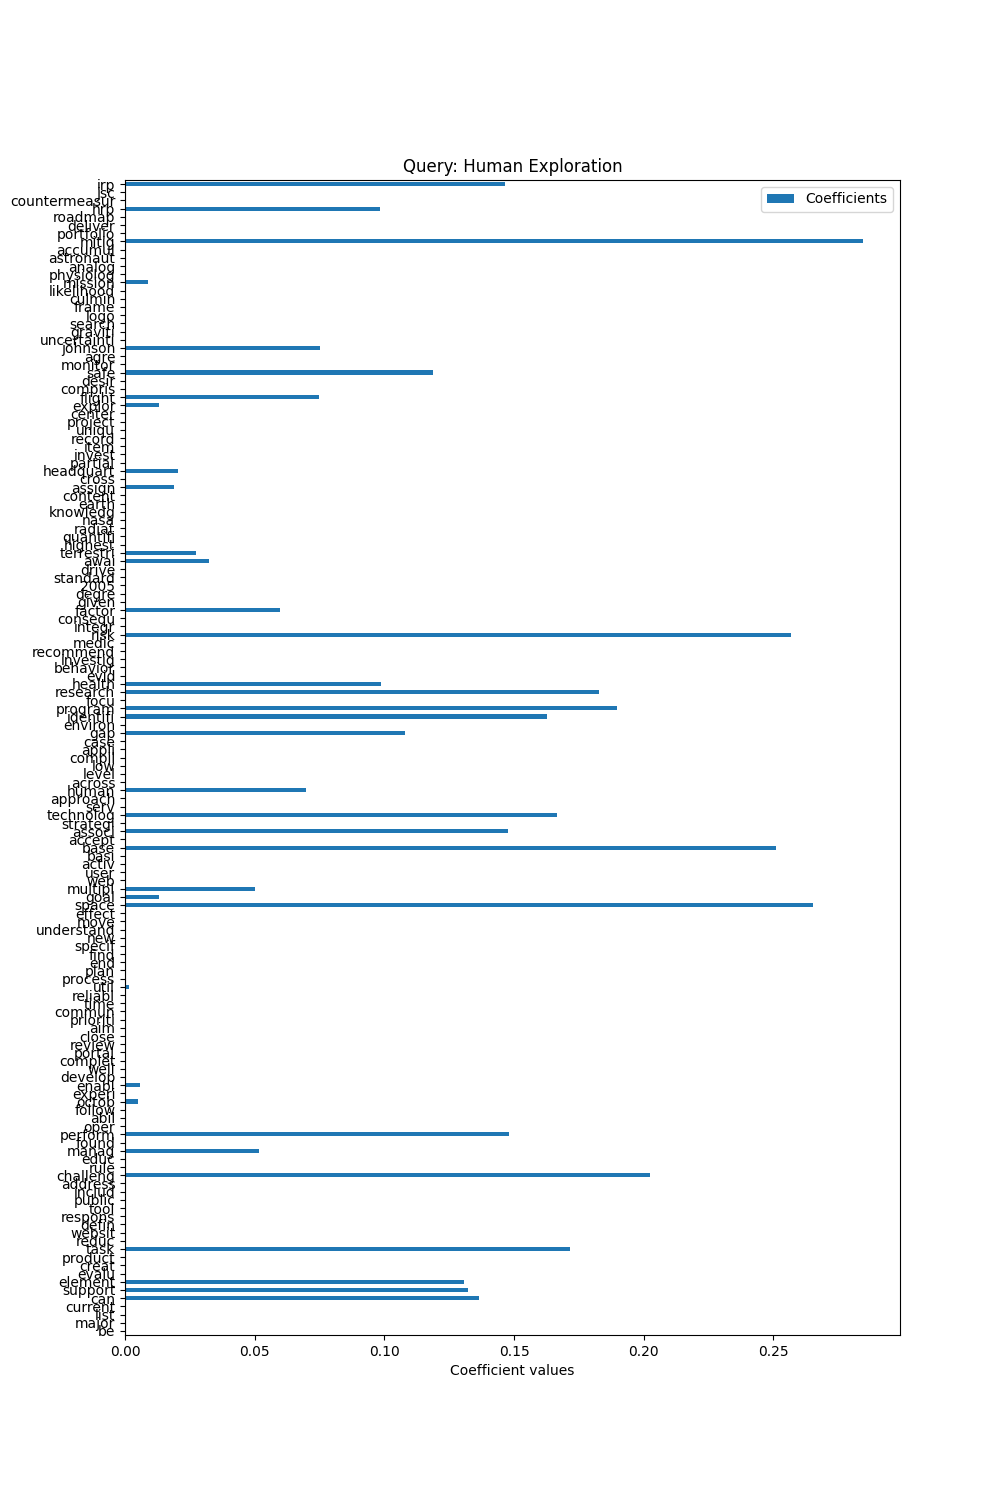 Query: Human Exploration
Coefficients
irp
jsc
countermeasur
hrp
roadmap
deliver
portfolio
mitig
accumul
astronaut
analog
physiolog
mission
likelihood
culmin
frame
logo
search
graviti
uncertainti
johnson
agre
monitor
safe
desir
compris
flight
explor
center
project
uniqu
record
item
invest
partial
headquart
cross
assign
content
earth
knowledg
nasa
radiat
quantifi
highest
terrestri
awai
drive
standard
2005
degre
given
factor
consequ
integr
risk
medic
recommend
investig
behavior
evid
health
research
focu
program
identifi
environ
gap
case
appli
compil
low
level
across
human
approach
serv
technolog
strategi
associ
accept
base
basi
activ
user
web
multipl
goal
space
effect
move
understand
new
specif
find
end
plan
process
util
reliabl
time
commun
prioriti
aim
close
review
portal
complet
well
develop
enabl
experi
octob
follow
abil
oper
perform
found
manag
educ
rule
challeng
address
includ
public
tool
respons
defin
websit
reduc
task
product
creat
evalu
element
support
can
current
list
major
be
0.00 0.05 0.10 0.15 0.20 0.25
Coefficient values